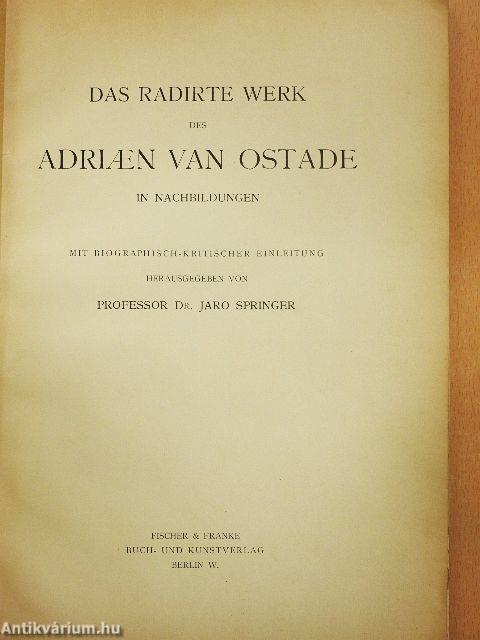 DAS RADIRTE WERK
DES
ADRIÆN VAN OSTADE
IN NACHBILDUNGEN
MIT BIOGRAPHISCH-KRITISCHER EINLEITUNG
HERAUSGEGEBEN VON
PROFESSOR DR. JARO SPRINGER
FISCHER & FRANKE
BUCH- UND KUNSTVERLAG
BERLIN W.
Antikvárium.hu